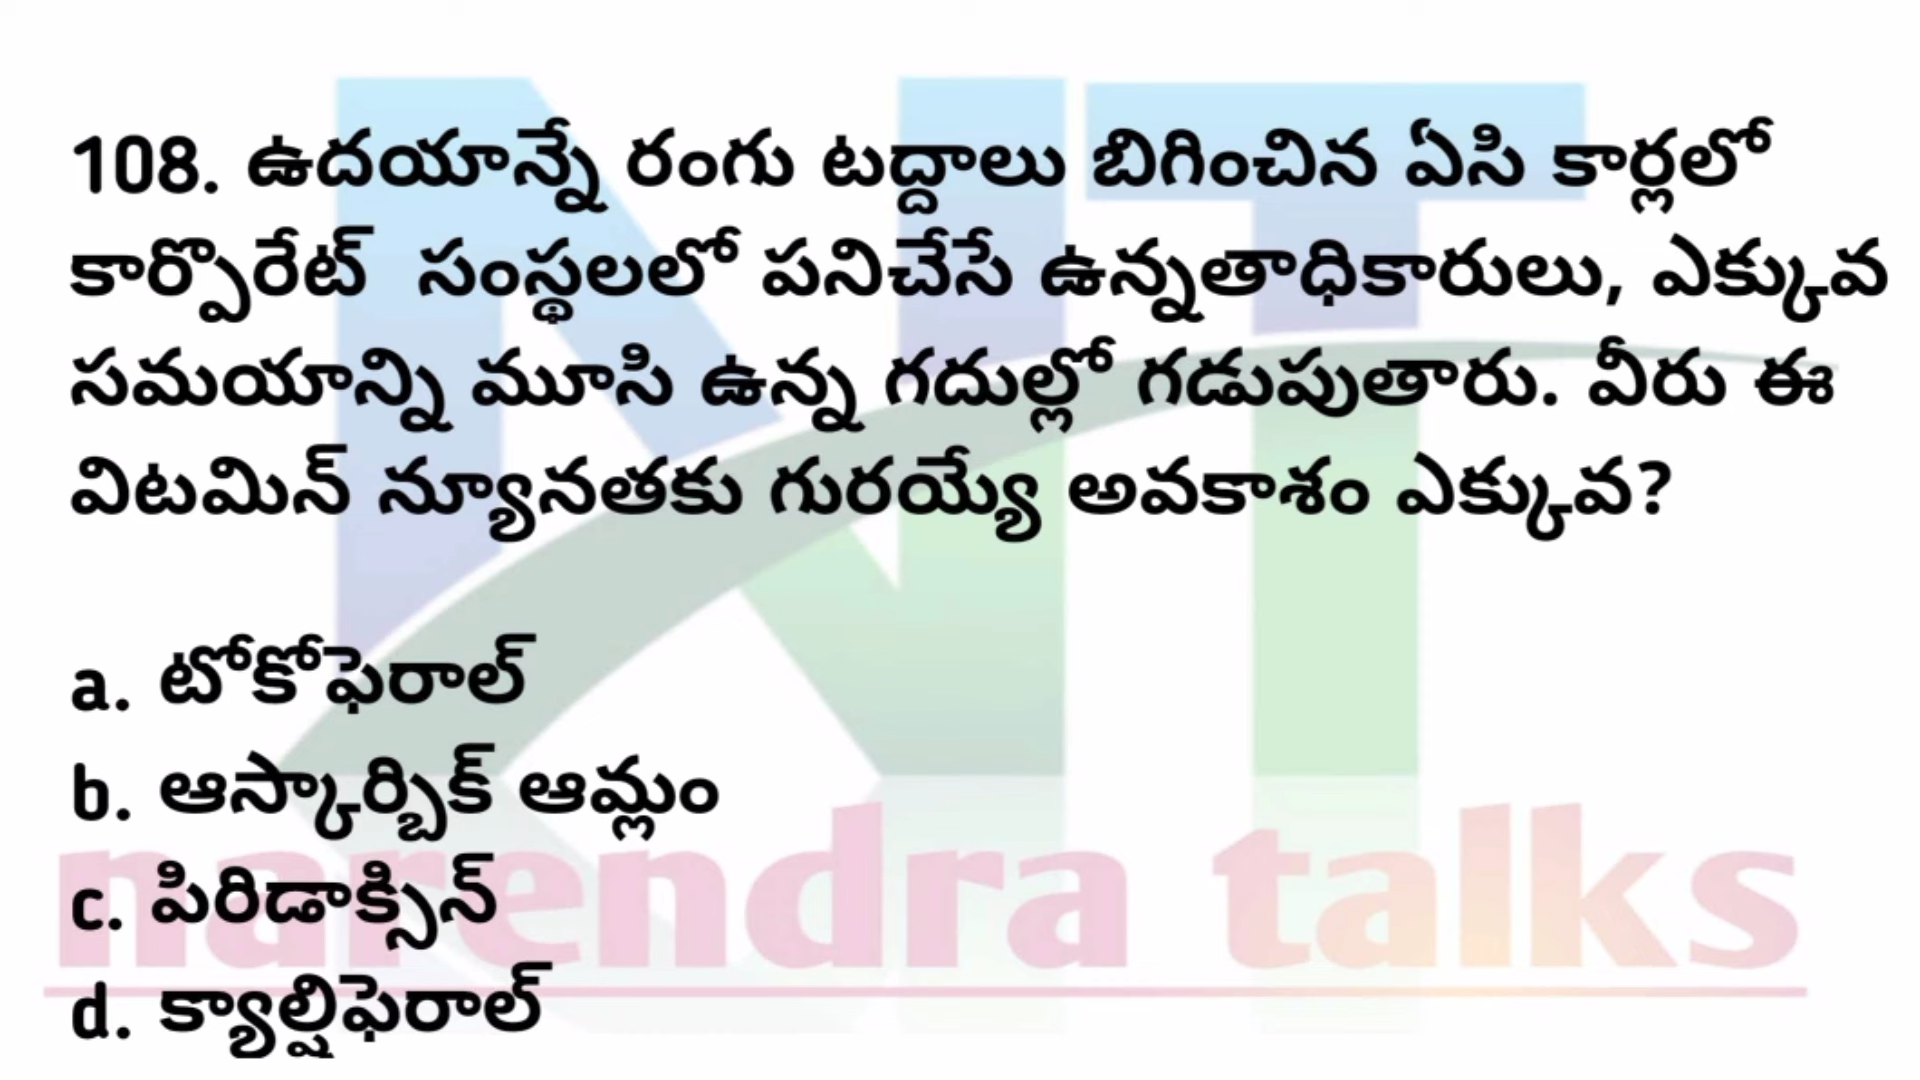 108. ఉదయాన్నే రంగు టద్దాలు బిగించిన ఏసి కార్లలో
కార్పొరేట్ సంస్థలలో పనిచేసే ఉన్నతాధికారులు, ఎక్కువ
సమయాన్ని మూసి ఉన్న గదుల్లో గడుపుతారు. వీరు ఈ
విటమిన్ న్యూనతకు గురయ్యే అవకాశం ఎక్కువ?
a. టోకోఫెరాల్
b. ఆస్కార్బిక్ ఆమ్లం
c. పిరిడాక్సిన్
d. క్యాల్షిఫెరాల్
NT
narendra talks